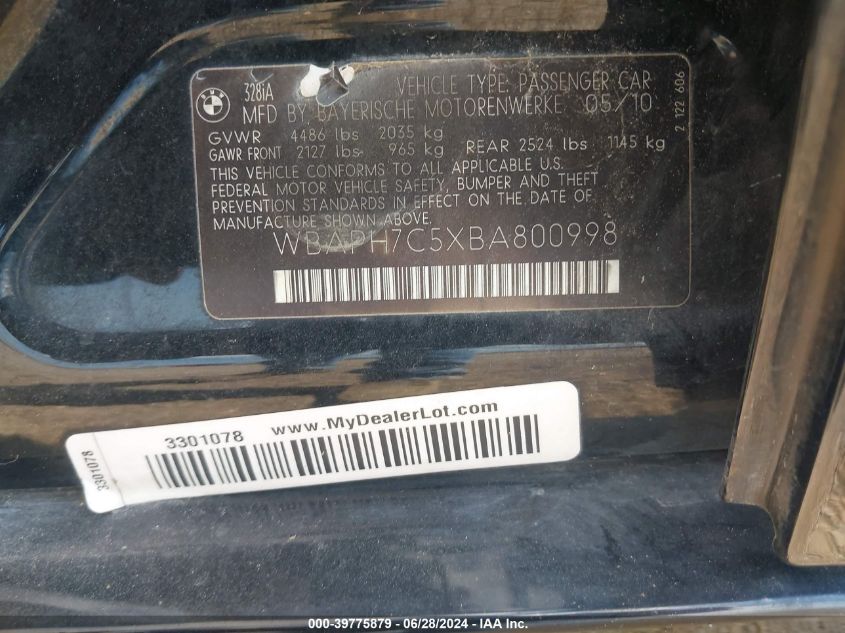 BMW
328iA VEHICLE TYPE: PASSENGER CAR
MFD BY BAYERISCHE MOTORENWERKE 05/10
GVWR 4486 lbs 2035 kg
GAWR FRONT 2127 lbs 965 kg REAR 2524 lbs 1145 kg
THIS VEHICLE CONFORMS TO ALL APPLICABLE U.S.
FEDERAL MOTOR VEHICLE SAFETY, BUMPER AND THEFT
PREVENTION STANDARDS IN EFFECT ON THE DATE OF
MANUFACTURE SHOWN ABOVE
WBAPH7C5XBA800998
2 122 606
www.MyDealerLot.com
3301078
3301078
000-39775879 - 06/28/2024 - IAA Inc.